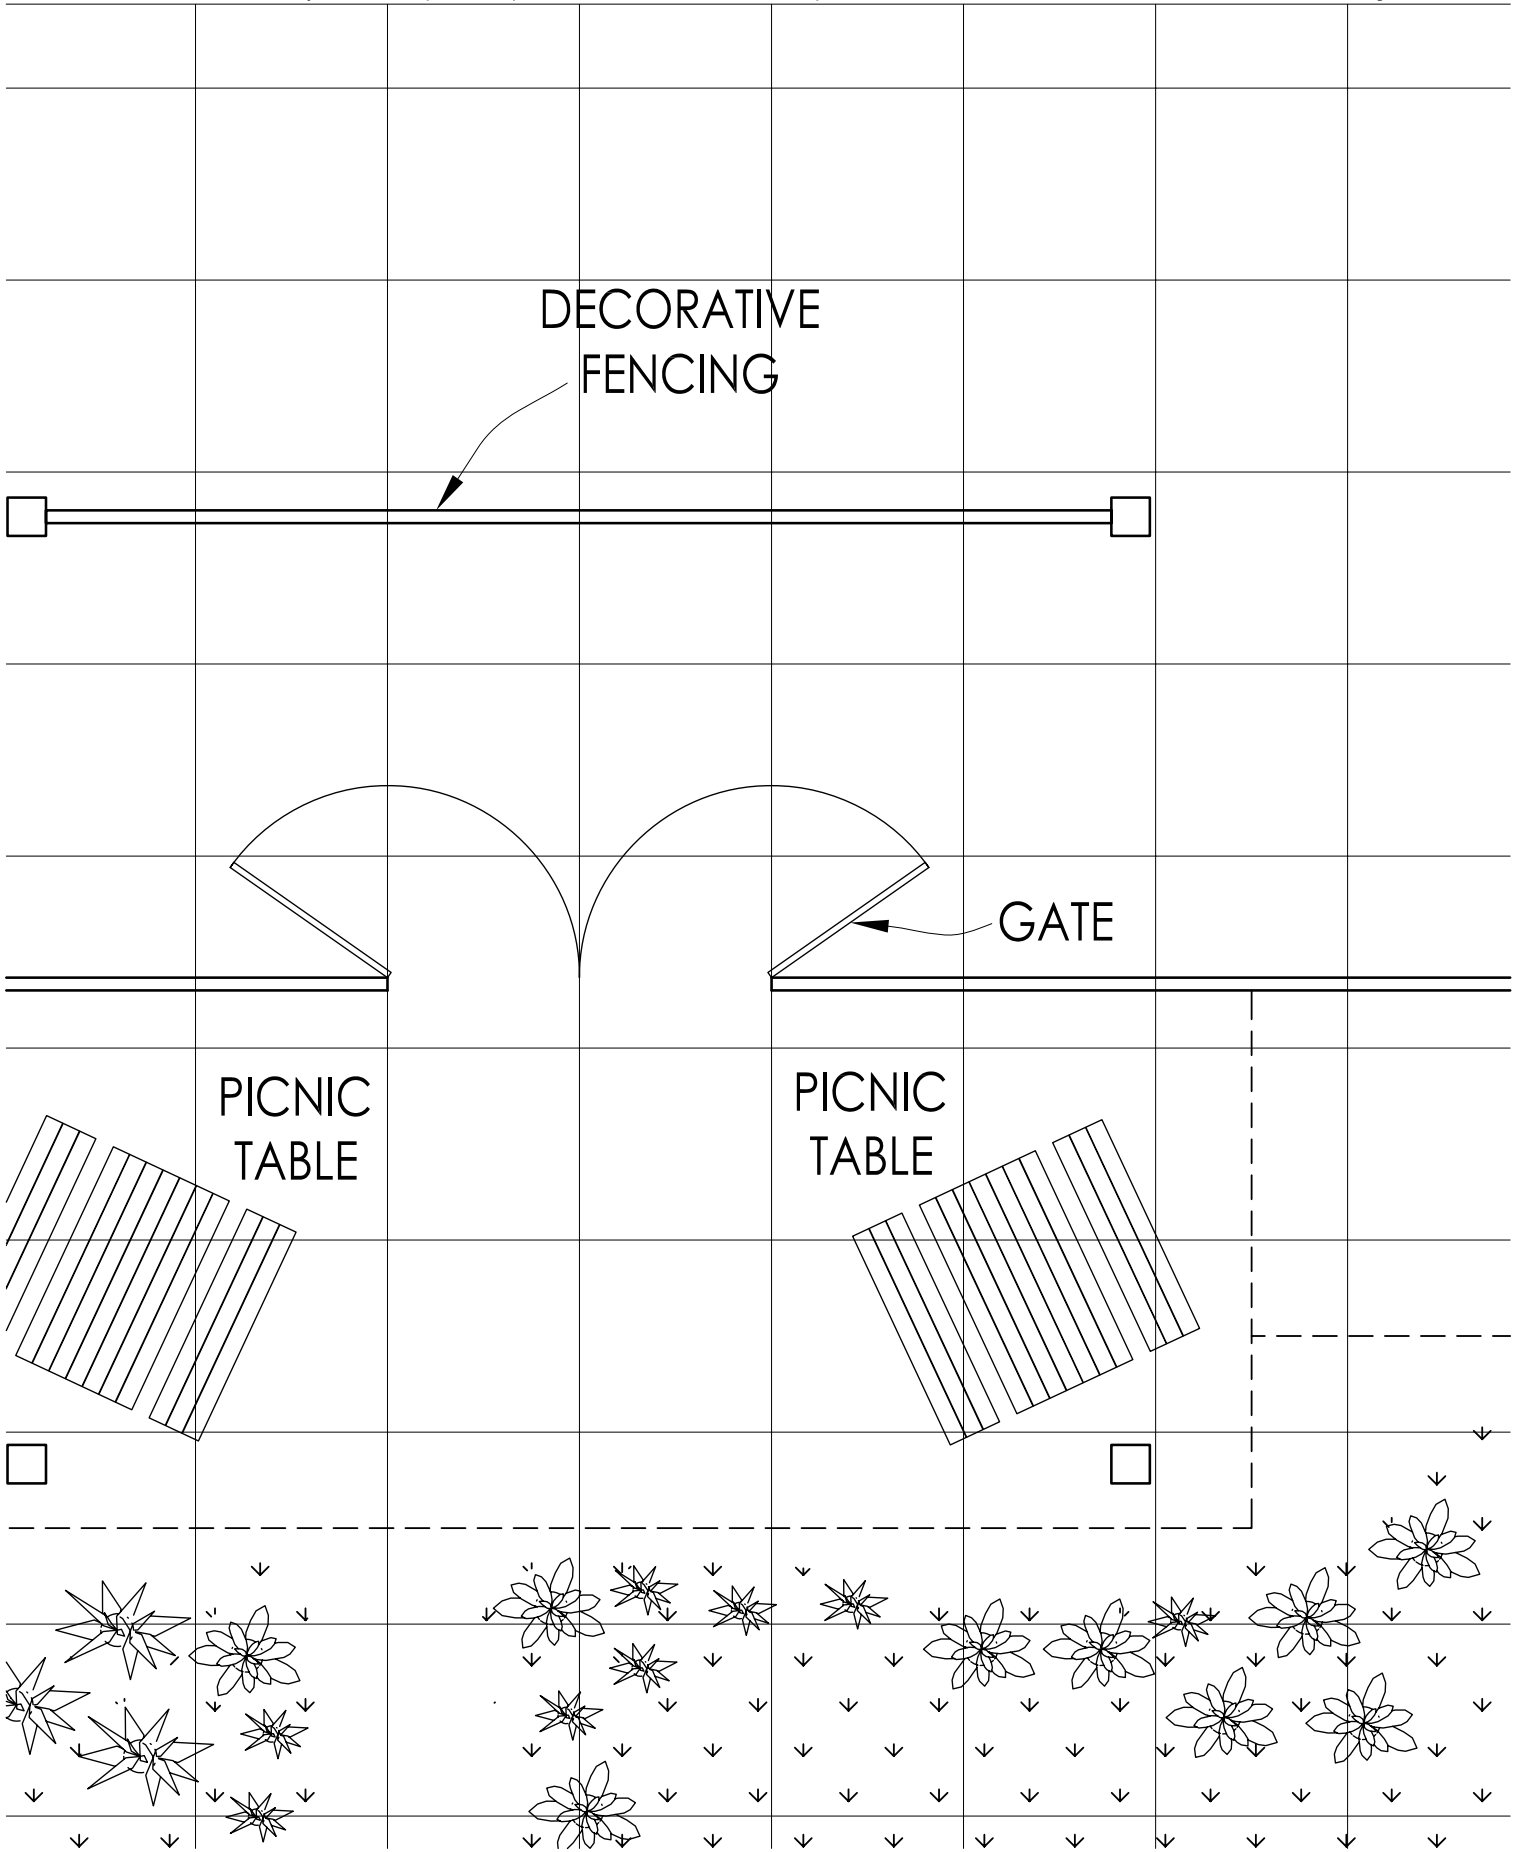 DECORATIVE
FENCING
GATE
PICNIC
TABLE
PICNIC
TABLE